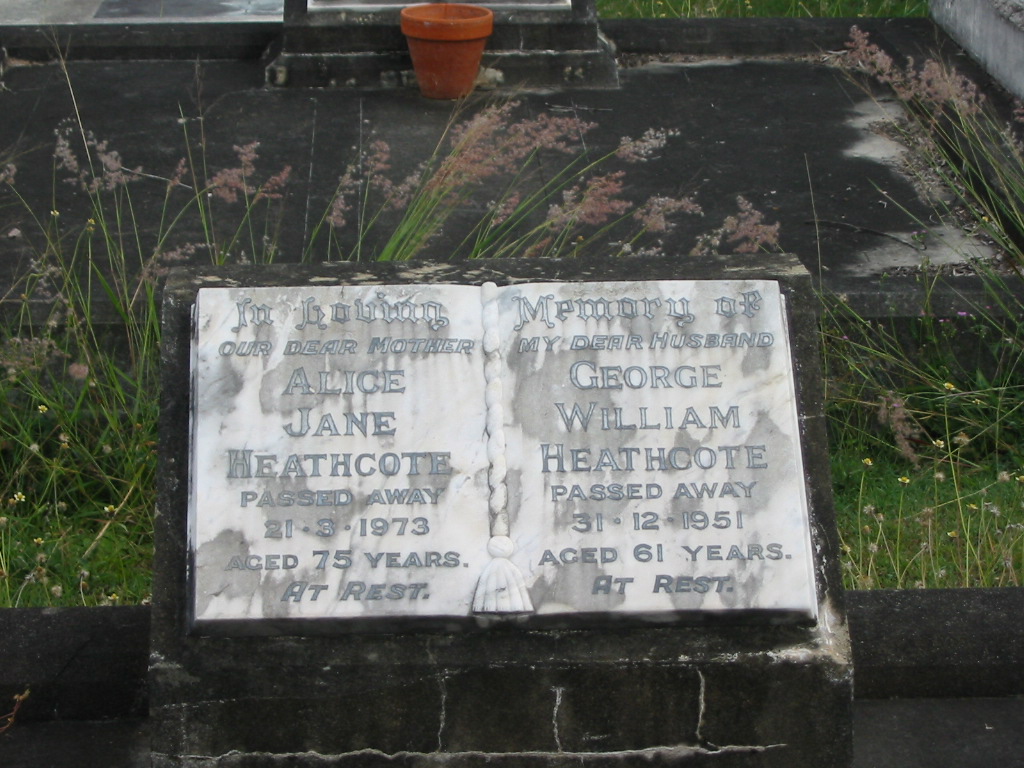 In Loving
OUR DEAR MOTHER
ALICE
JANE
HEATHCOTE
PASSED AWAY
21·3·1973
AGED 75 YEARS.
AT REST.
Memory of
MY DEAR HUSBAND
GEORGE
WILLIAM
HEATHCOTE
PASSED AWAY
31·12·1951
AGED 61 YEARS.
AT REST.